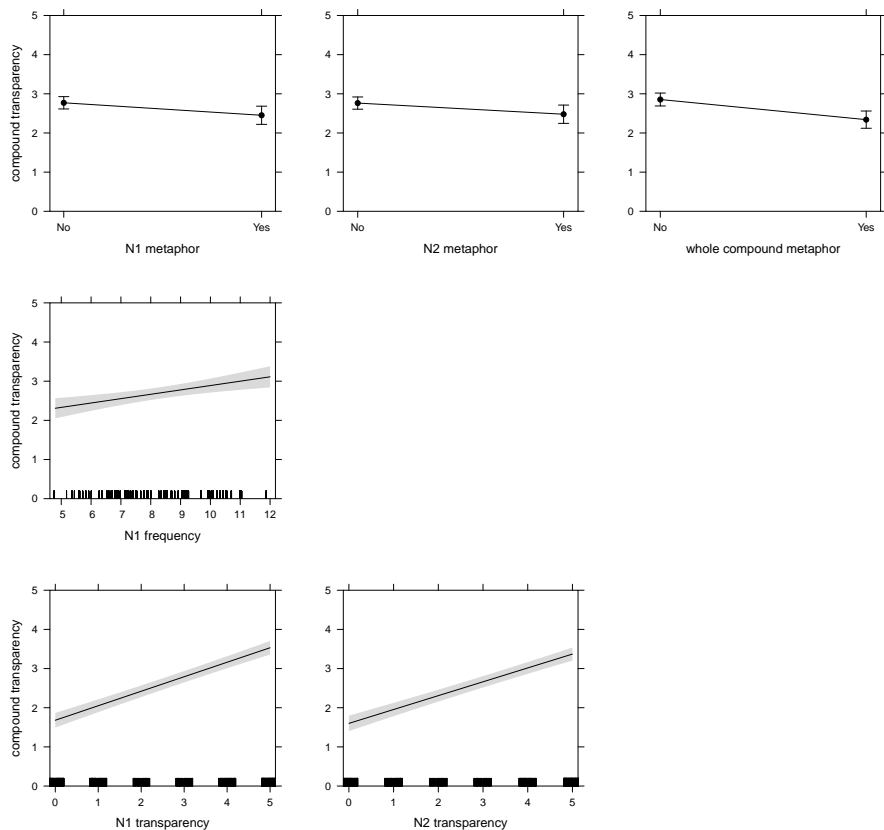 5
4
3
2
1
0
compound transparency
No Yes
N1 metaphor
5
4
3
2
1
0
No Yes
N2 metaphor
5
4
3
2
1
0
No Yes
whole compound metaphor
5
4
3
2
1
0
compound transparency
5 6 7 8 9 10 11 12
N1 frequency
5
4
3
2
1
0
compound transparency
0 1 2 3 4 5
N1 transparency
5
4
3
2
1
0
0 1 2 3 4 5
N2 transparency